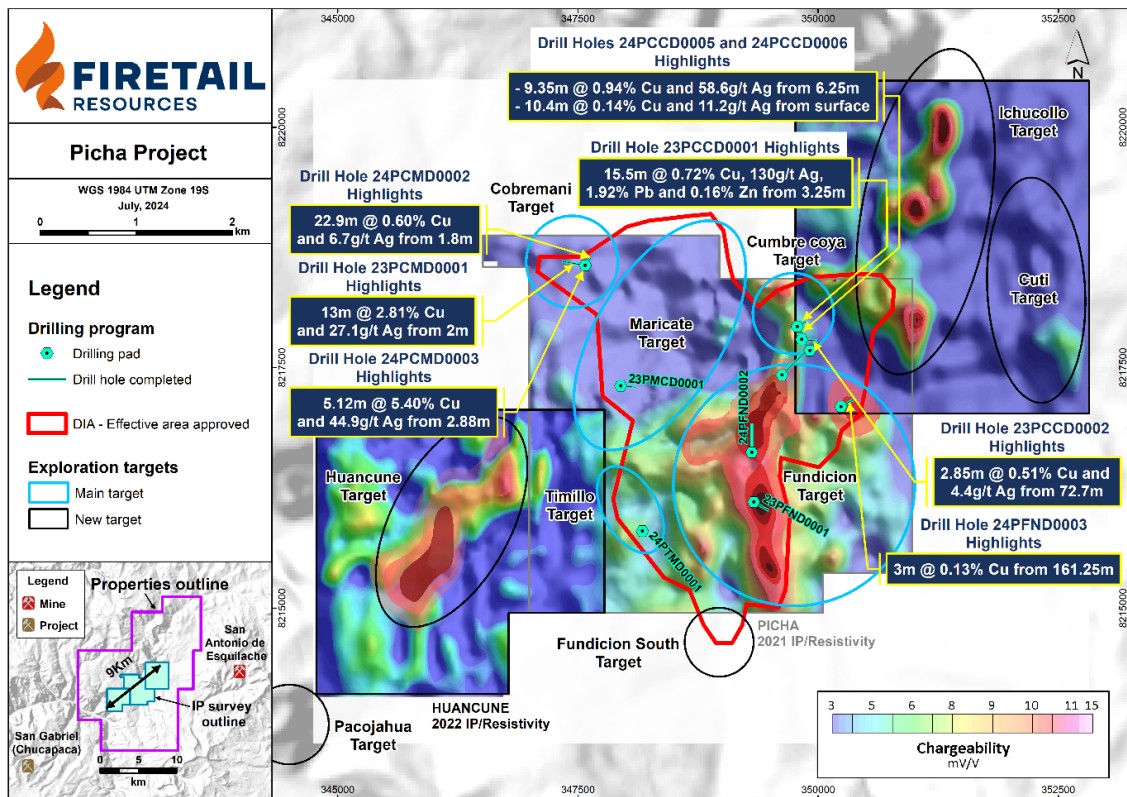 FIRETAIL
RESOURCES
Picha Project
WGS 1984 UTM Zone 19S
July, 2024
0 1 2
km
Legend
Drilling program
Drilling pad
Drill hole completed
DIA - Effective area approved
Exploration targets
Main target
New target
Legend
Mine
Project
Properties outline
San
Antonio de
Esquilache
9Km
IP survey
outline
San Gabriel
(Chucapaca)
0 5 10
km
345000 347500 350000 352500
8220000
8217500
8215000
N
Drill Holes 24PCCD0005 and 24PCCD0006
Highlights
- 9.35m @ 0.94% Cu and 58.6g/t Ag from 6.25m
- 10.4m @ 0.14% Cu and 11.2g/t Ag from surface
Drill Hole 23PCCD0001 Highlights
15.5m @ 0.72% Cu, 130g/t Ag,
1.92% Pb and 0.16% Zn from 3.25m
Drill Hole 24PCMD0002
Highlights
22.9m @ 0.60% Cu
and 6.7g/t Ag from 1.8m
Drill Hole 23PCMD0001
Highlights
13m @ 2.81% Cu
and 27.1g/t Ag from 2m
Drill Hole 24PCMD0003
Highlights
5.12m @ 5.40% Cu
and 44.9g/t Ag from 2.88m
Cobremani
Target
Ichucollo
Target
Cumbre coya
Target
Cuti
Target
Maricate
Target
23PMCD0001
24PFND0002
Drill Hole 23PCCD0002
Highlights
2.85m @ 0.51% Cu and
4.4g/t Ag from 72.7m
Huancune
Target
Timillo
Target
Fundicion
Target
23PFND0001
24PTMD0001
Drill Hole 24PFND0003
Highlights
3m @ 0.13% Cu from 161.25m
Fundicion South
Target
PICHA
2021 IP/Resistivity
HUANCUNE
2022 IP/Resistivity
Pacojahua
Target
3 5 6 8 9 10 11 15
Chargeability
mV/V
345000 347500 350000 352500
8220000
8217500
8215000